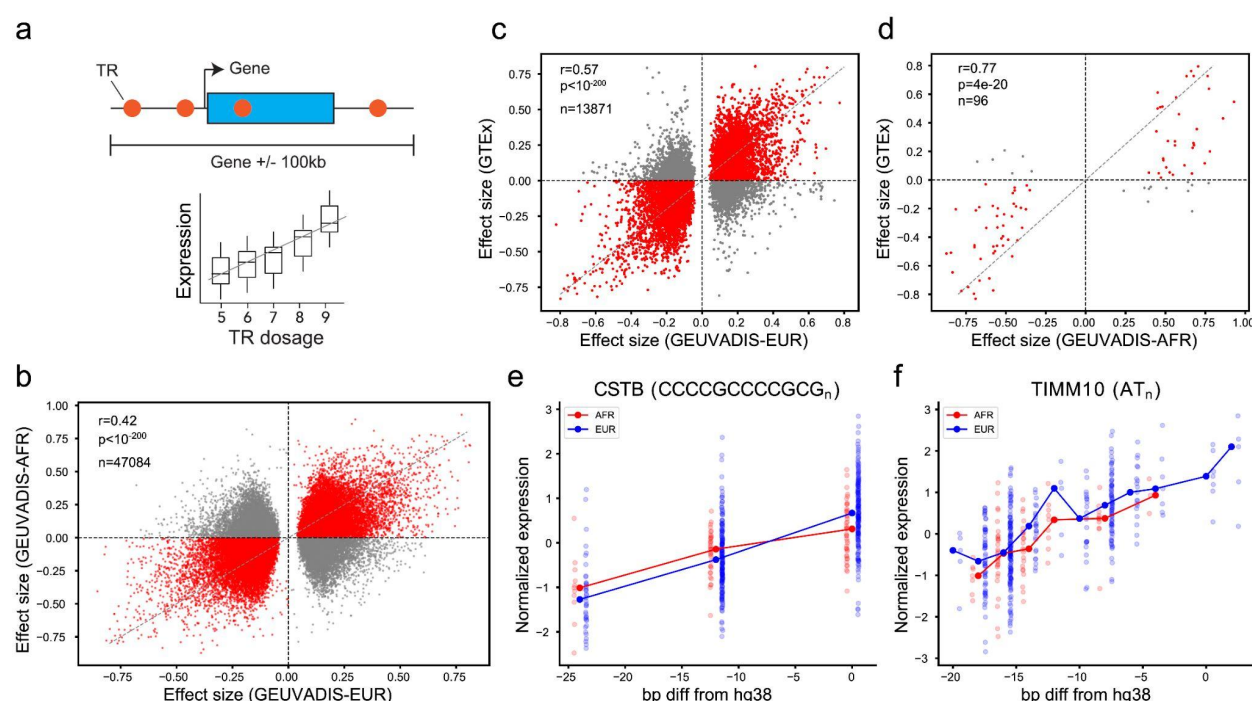 a
TR
Gene
Gene +/- 100kb
Expression
5 6 7 8 9
TR dosage
b
r=0.42
p<10-200
n=47084
1.00
0.75
0.50
0.25
0.00
−0.25
−0.50
−0.75
Effect size (GEUVADIS-AFR)
−0.75 −0.50 −0.25 0.00 0.25 0.50 0.75
Effect size (GEUVADIS-EUR)
c
r=0.57
p<10-200
n=13871
0.75
0.50
0.25
0.00
−0.25
−0.50
−0.75
Effect size (GTEx)
−0.8 −0.6 −0.4 −0.2 0.0 0.2 0.4 0.6 0.8
Effect size (GEUVADIS-EUR)
d
r=0.77
p=4e-20
n=96
0.8
0.6
0.4
0.2
0.0
−0.2
−0.4
−0.6
−0.8
Effect size (GTEx)
−0.75 −0.50 −0.25 0.00 0.25 0.50 0.75 1.00
Effect size (GEUVADIS-AFR)
e
CSTB (CCCCGCCCCGCGn)
AFR
EUR
3
2
1
0
−1
−2
Normalized expression
−25 −20 −15 −10 −5 0
bp diff from hg38
f
TIMM10 (ATn)
AFR
EUR
3
2
1
0
−1
−2
−3
Normalized expression
−20 −15 −10 −5 0
bp diff from hg38